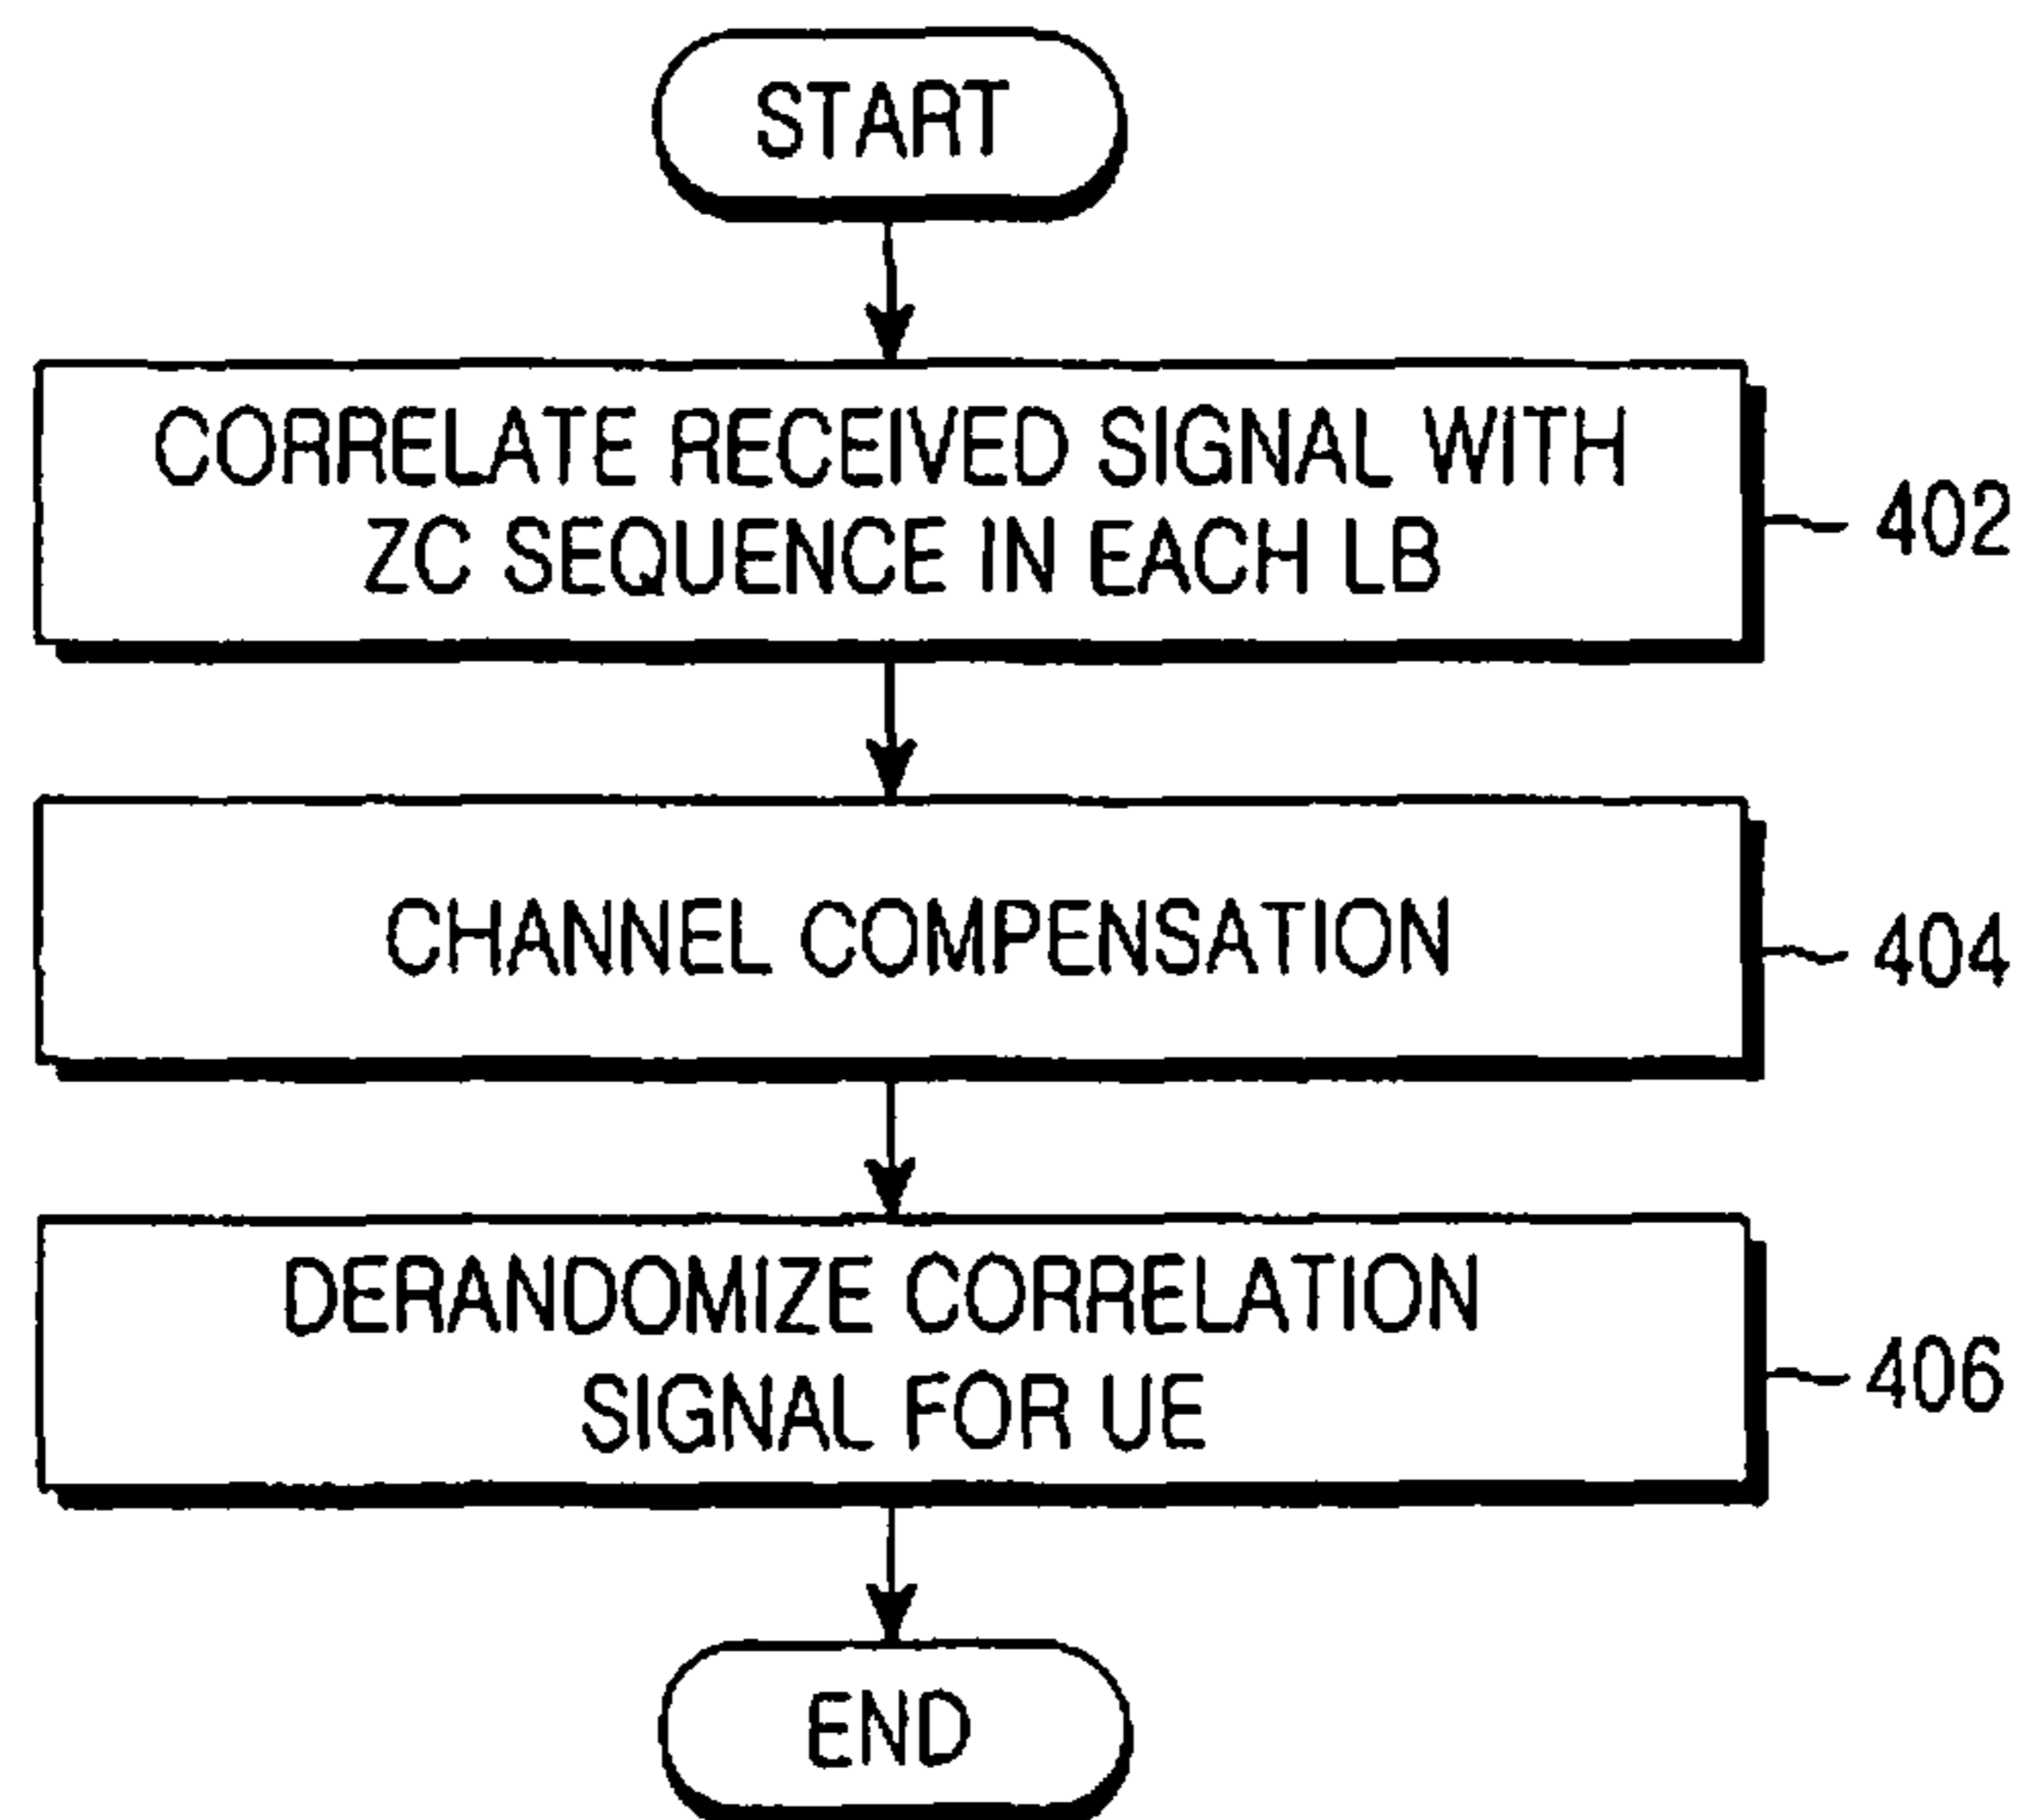 START
CORRELATE RECEIVED SIGNAL WITH
ZC SEQUENCE IN EACH LB
402
CHANNEL COMPENSATION
404
DERANDOMIZE CORRELATION
SIGNAL FOR UE
406
END